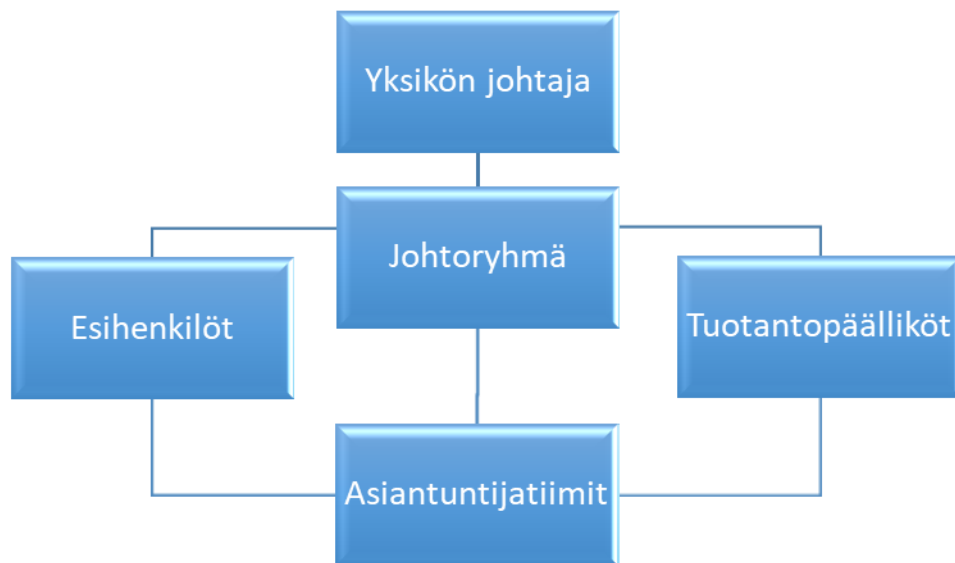 Yksikön johtaja
Johtoryhmä
Esihenkilöt
Tuotantopäälliköt
Asiantuntijatiimit